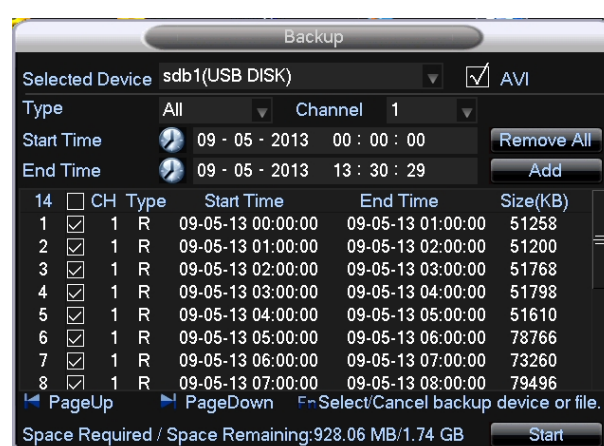 Backup
Selected Device sdb1(USB DISK) AVI
Type All Channel 1
Start Time 09 - 05 - 2013 00 : 00 : 00 Remove All
End Time 09 - 05 - 2013 13 : 30 : 29 Add
14 CH Type Start Time End Time Size(KB)
1 1 R 09-05-13 00:00:00 09-05-13 01:00:00 51258
2 1 R 09-05-13 01:00:00 09-05-13 02:00:00 51200
3 1 R 09-05-13 02:00:00 09-05-13 03:00:00 51768
4 1 R 09-05-13 03:00:00 09-05-13 04:00:00 51798
5 1 R 09-05-13 04:00:00 09-05-13 05:00:00 51610
6 1 R 09-05-13 05:00:00 09-05-13 06:00:00 78766
7 1 R 09-05-13 06:00:00 09-05-13 07:00:00 73260
8 1 R 09-05-13 07:00:00 09-05-13 08:00:00 79496
PageUp PageDown Fn Select/Cancel backup device or file.
Space Required / Space Remaining:928.06 MB/1.74 GB Start